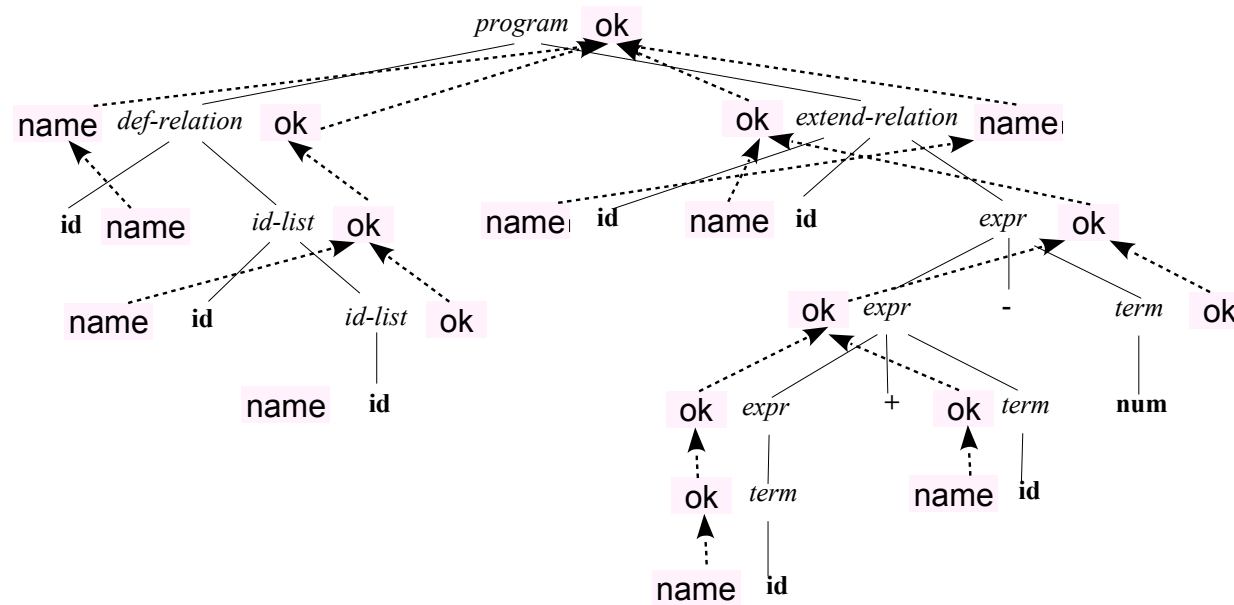 program ok
name def-relation ok ok extend-relation name
id name id-list ok name id name id expr ok
name id id-list ok ok expr - term ok
name id ok expr + ok term num
ok term name id
name id